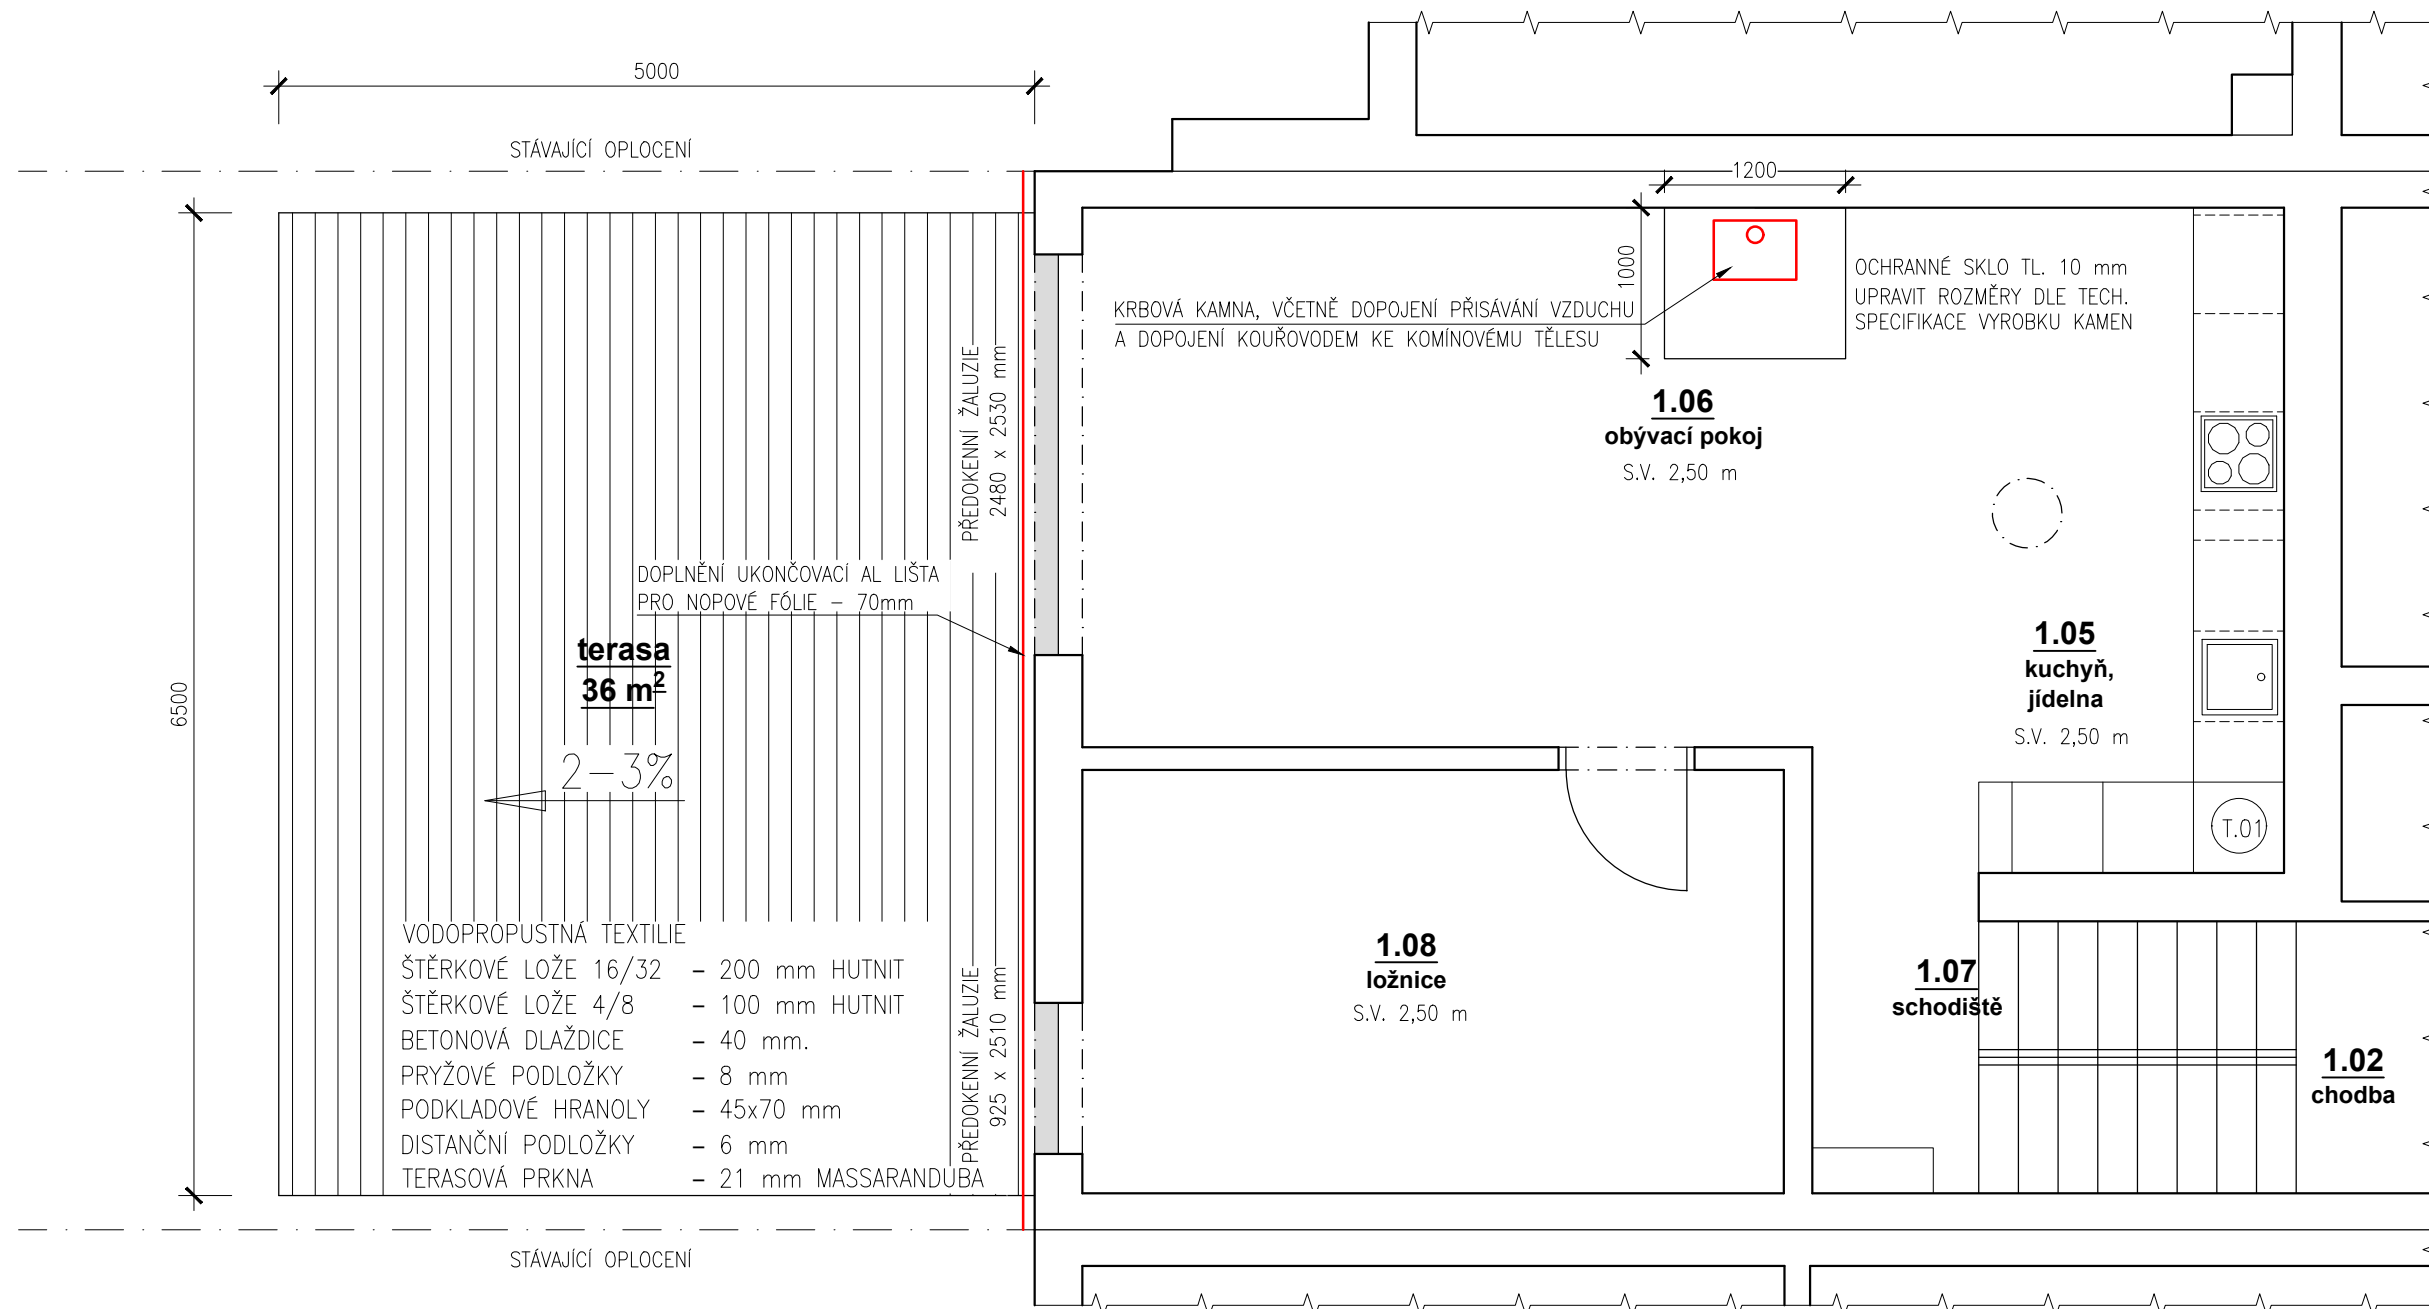 5000
STÁVAJÍCÍ OPLOCENÍ
1200
1000
OCHRANNÉ SKLO TL. 10 mm
UPRAVIT ROZMĚRY DLE TECH.
SPECIFIKACE VYROBKU KAMEN
KRBOVÁ KAMNA, VČETNĚ DOPOJENÍ PŘISÁVÁNÍ VZDUCHU
A DOPOJENÍ KOUŘOVODEM KE KOMÍNOVÉMU TĚLESU
PŘEDOKENNÍ ŽALUZIE
2480 x 2530 mm
1.06
obývací pokoj
S.V. 2,50 m
DOPLNĚNÍ UKONČOVACÍ AL LIŠTA
PRO NOPOVÉ FÓLIE – 70mm
terasa
36 m²
6500
2–3%
1.05
kuchyň,
jídelna
S.V. 2,50 m
T.01
VODOPROPUSTNÁ TEXTILIE
ŠTĚRKOVÉ LOŽE 16/32 – 200 mm HUTNIT
ŠTĚRKOVÉ LOŽE 4/8 – 100 mm HUTNIT
BETONOVÁ DLAŽDICE – 40 mm.
PRYŽOVÉ PODLOŽKY – 8 mm
PODKLADOVÉ HRANOLY – 45x70 mm
DISTANČNÍ PODLOŽKY – 6 mm
TERASOVÁ PRKNA – 21 mm MASSARANDUBA
PŘEDOKENNÍ ŽALUZIE
925 x 2510 mm
1.08
ložnice
S.V. 2,50 m
1.07
schodiště
1.02
chodba
STÁVAJÍCÍ OPLOCENÍ